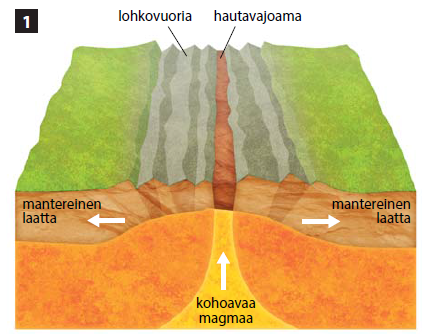 1
lohkovuoria
hautavajoama
mantereinen
laatta
mantereinen
laatta
kohoavaa
magmaa